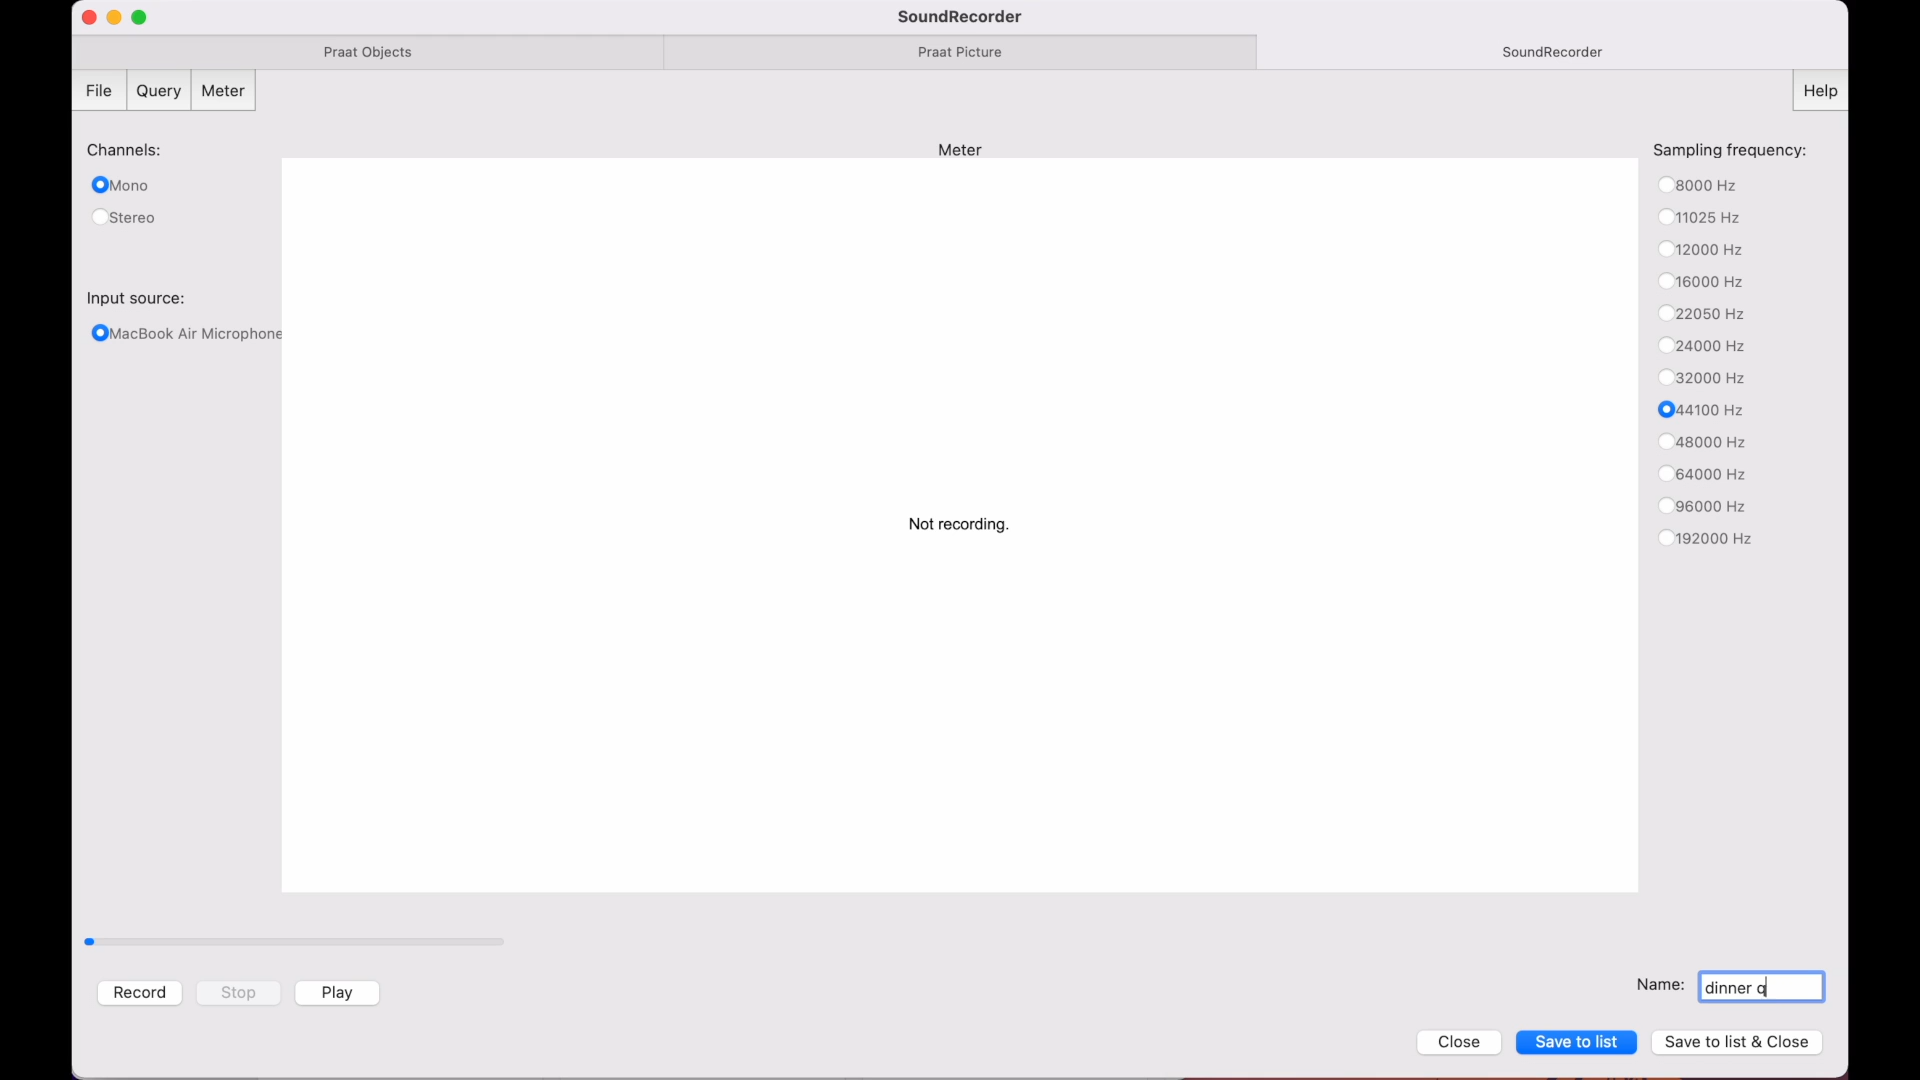 SoundRecorder
Praat Objects
Praat Picture
SoundRecorder
File
Query
Meter
Help
Channels:
Mono
Stereo
Input source:
MacBook Air Microphone
Meter
Not recording.
Sampling frequency:
8000 Hz
11025 Hz
12000 Hz
16000 Hz
22050 Hz
24000 Hz
32000 Hz
44100 Hz
48000 Hz
64000 Hz
96000 Hz
192000 Hz
Record
Stop
Play
Name:
dinner q
Close
Save to list
Save to list & Close